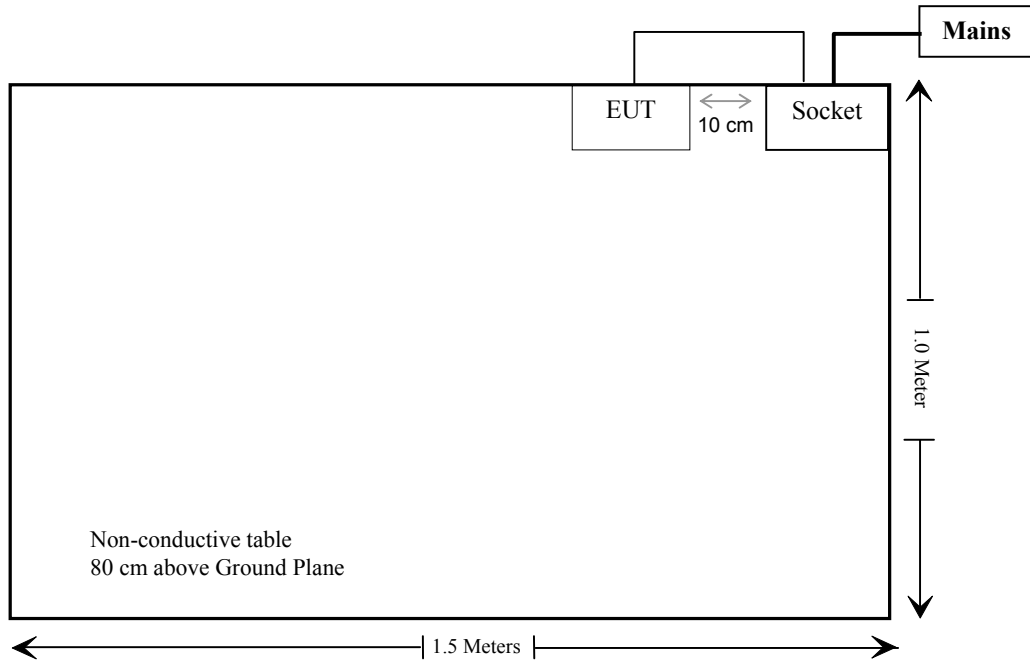 Mains
EUT
Socket
10 cm
1.0 Meter
Non-conductive table
80 cm above Ground Plane
1.5 Meters